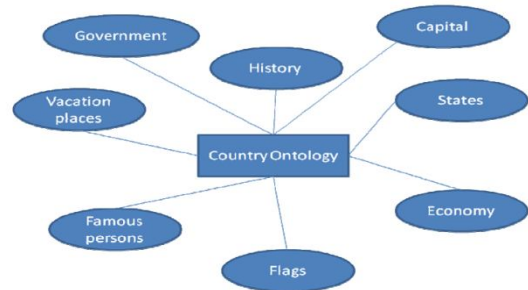 Government
Capital
History
Vacation
places
States
Country Ontology
Famous
persons
Economy
Flags